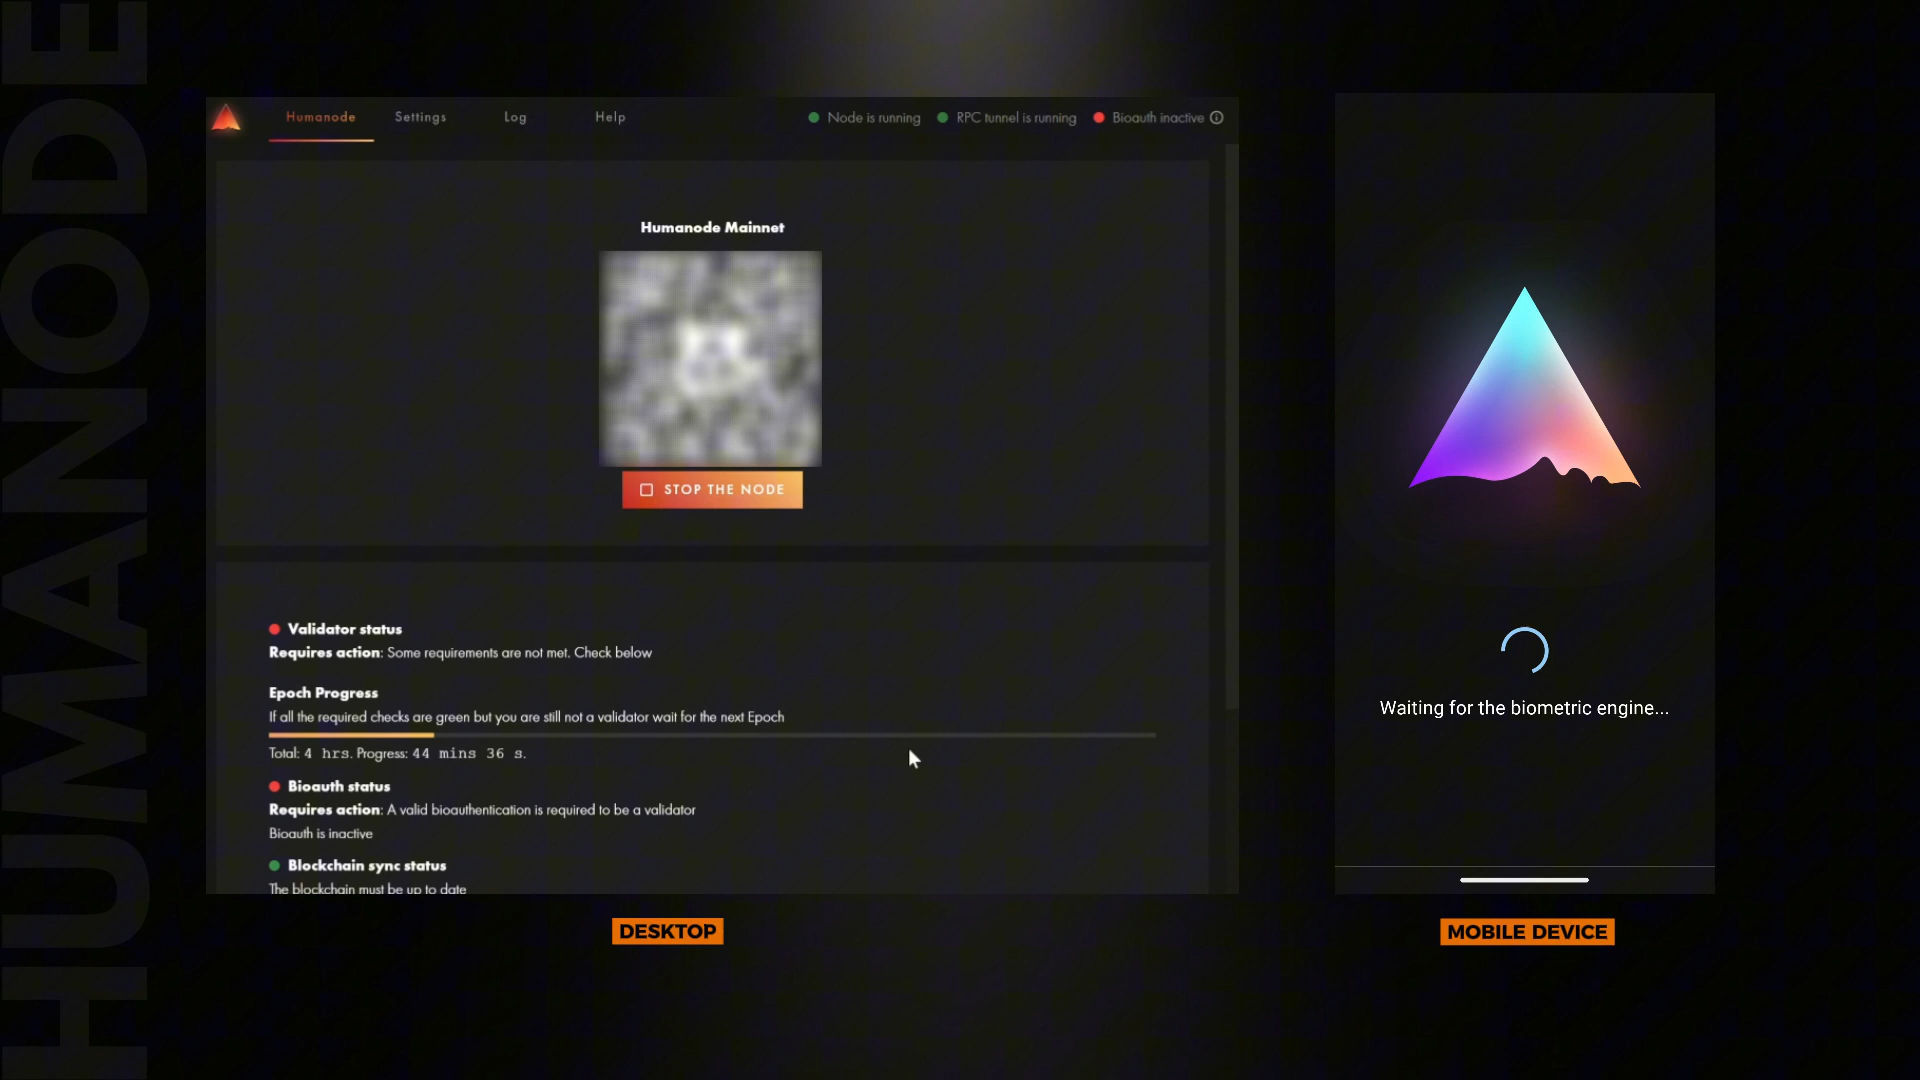 HUMANODE
Humanode Settings Log Help Node is running RPC tunnel is running Bioauth inactive
Humanode Mainnet
STOP THE NODE
Validator status
Requires action: Some requirements are not met. Check below
Epoch Progress
If all the required checks are green but you are still not a validator wait for the next Epoch
Total: 4 hrs. Progress: 44 mins 36 s.
Bioauth status
Requires action: A valid bioauthentication is required to be a validator
Bioauth is inactive
Blockchain sync status
The blockchain must be up to date
DESKTOP
Waiting for the biometric engine...
MOBILE DEVICE